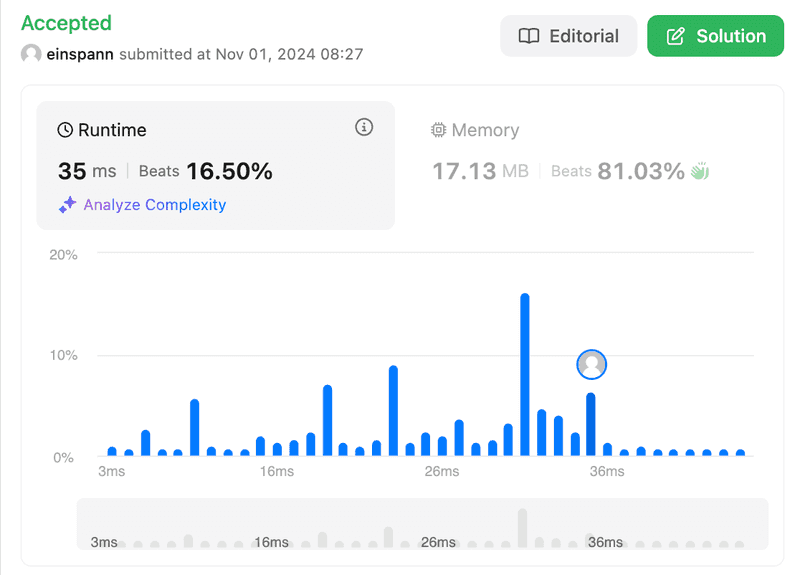 Accepted
einspann submitted at Nov 01, 2024 08:27
Editorial
Solution
Runtime
35 ms | Beats 16.50%
Analyze Complexity
Memory
17.13 MB | Beats 81.03%
20%
10%
0%
3ms 16ms 26ms 36ms
3ms 16ms 26ms 36ms